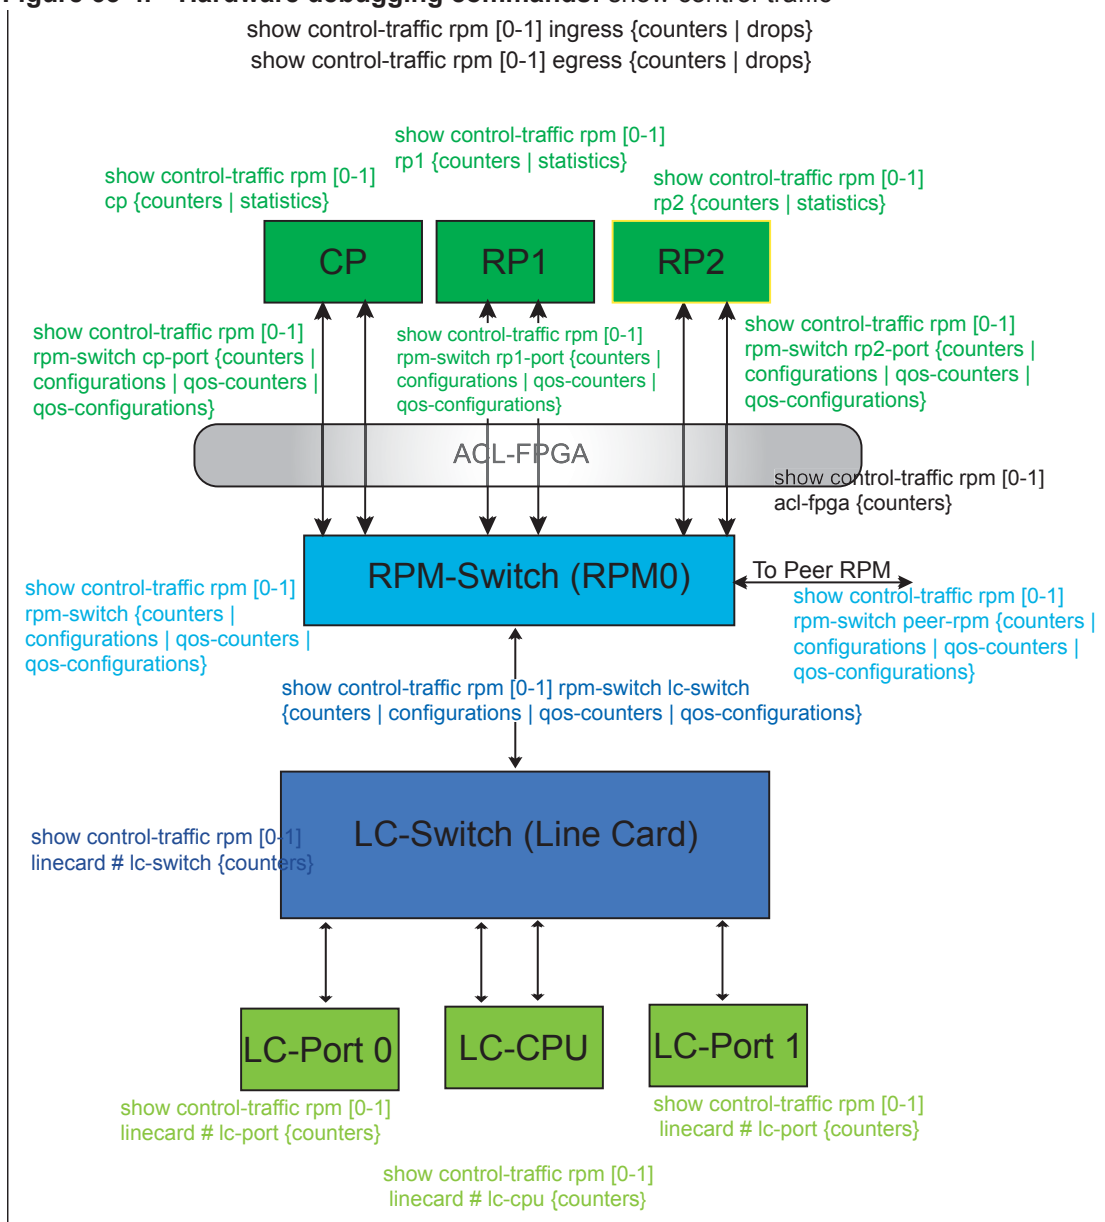 Hardware debugging commands: show control-traffic
show control-traffic rpm [0-1] ingress {counters | drops}
show control-traffic rpm [0-1] egress {counters | drops}
show control-traffic rpm [0-1]
rp1 {counters | statistics}
show control-traffic rpm [0-1]
cp {counters | statistics}
show control-traffic rpm [0-1]
rp2 {counters | statistics}
CP
RP1
RP2
show control-traffic rpm [0-1]
rpm-switch cp-port {counters |
configurations | qos-counters |
qos-configurations}
show control-traffic rpm [0-1]
rpm-switch rp1-port {counters |
configurations | qos-counters |
qos-configurations}
show control-traffic rpm [0-1]
rpm-switch rp2-port {counters |
configurations | qos-counters |
qos-configurations}
ACL-FPGA
show control-traffic rpm [0-1]
acl-fpga {counters}
RPM-Switch (RPM0)
To Peer RPM
show control-traffic rpm [0-1]
rpm-switch {counters |
configurations | qos-counters |
qos-configurations}
show control-traffic rpm [0-1]
rpm-switch peer-rpm {counters |
configurations | qos-counters |
qos-configurations}
show control-traffic rpm [0-1] rpm-switch lc-switch
{counters | configurations | qos-counters | qos-configurations}
LC-Switch (Line Card)
show control-traffic rpm [0-1]
linecard # lc-switch {counters}
LC-Port 0
LC-CPU
LC-Port 1
show control-traffic rpm [0-1]
linecard # lc-port {counters}
show control-traffic rpm [0-1]
linecard # lc-port {counters}
show control-traffic rpm [0-1]
linecard # lc-cpu {counters}